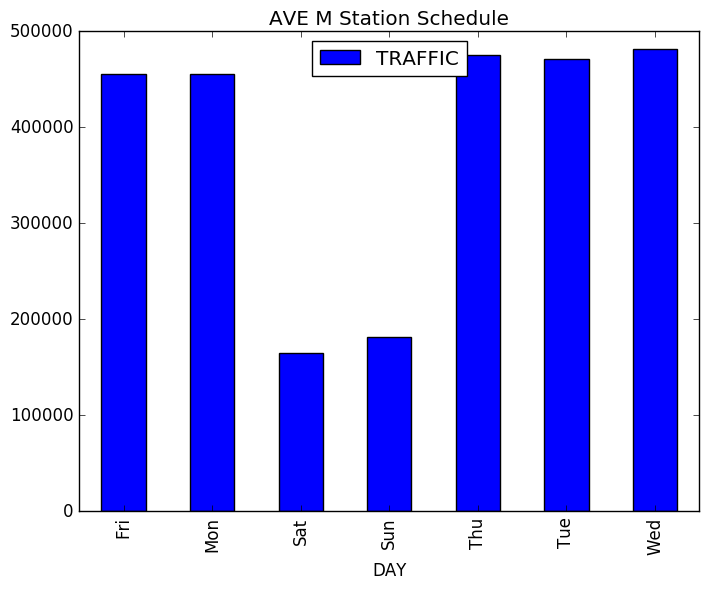 AVE M Station Schedule
TRAFFIC
500000
400000
300000
200000
100000
0
Fri
Mon
Sat
Sun
Thu
Tue
Wed
DAY